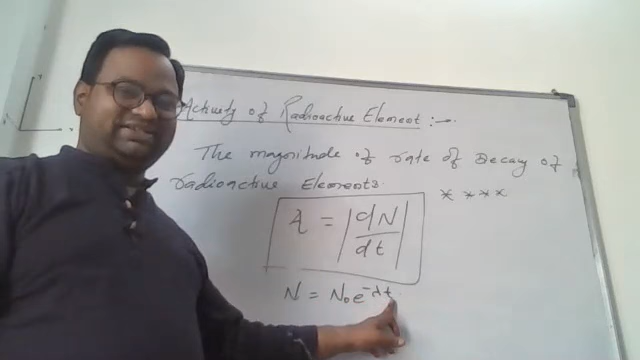 Activity of Radioactive Element :-
The magnitude of rate of Decay of
radioactive Elements.
****
A = |dN/dt|
N = N₀e^-λt